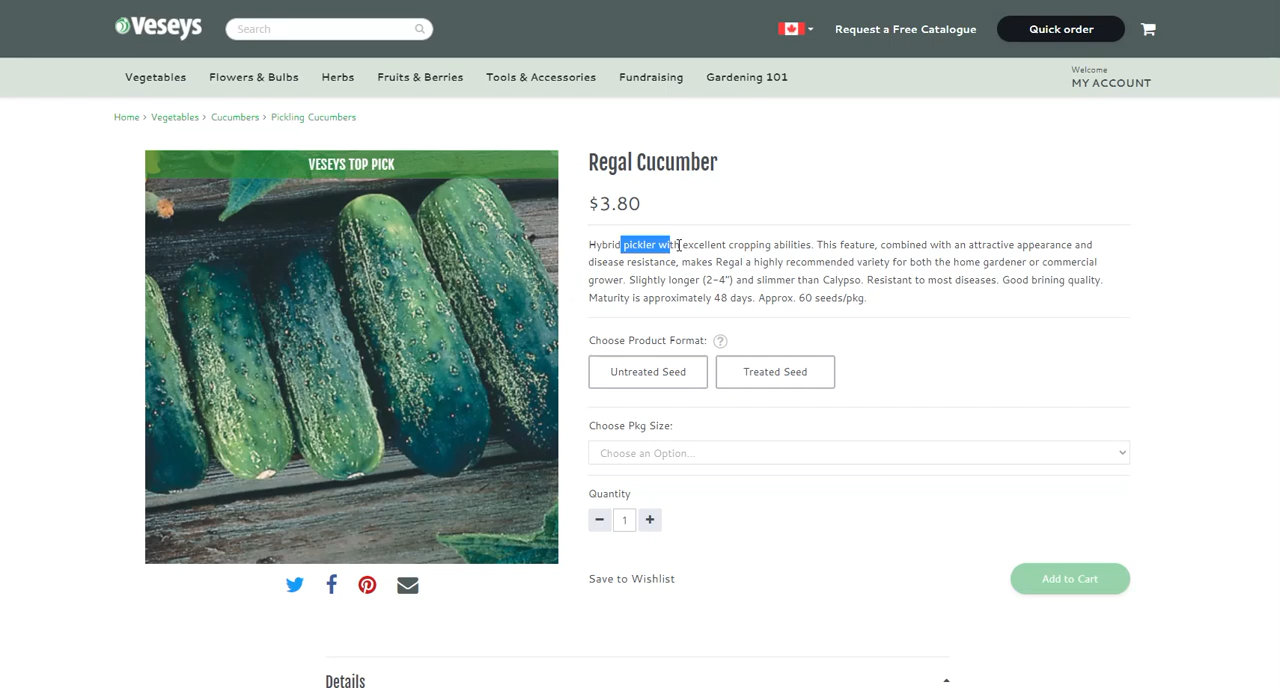 Veseys
Search
Request a Free Catalogue
Quick order
Vegetables
Flowers & Bulbs
Herbs
Fruits & Berries
Tools & Accessories
Fundraising
Gardening 101
Welcome
MY ACCOUNT
Home > Vegetables > Cucumbers > Pickling Cucumbers
VESEYS TOP PICK
Regal Cucumber
$3.80
Hybrid pickler with excellent cropping abilities. This feature, combined with an attractive appearance and
disease resistance, makes Regal a highly recommended variety for both the home gardener or commercial
grower. Slightly longer (2-4") and slimmer than Calypso. Resistant to most diseases. Good brining quality.
Maturity is approximately 48 days. Approx. 60 seeds/pkg.
Choose Product Format: ?
Untreated Seed
Treated Seed
Choose Pkg Size:
Choose an Option...
Quantity
− 1 +
Save to Wishlist
Add to Cart
Details